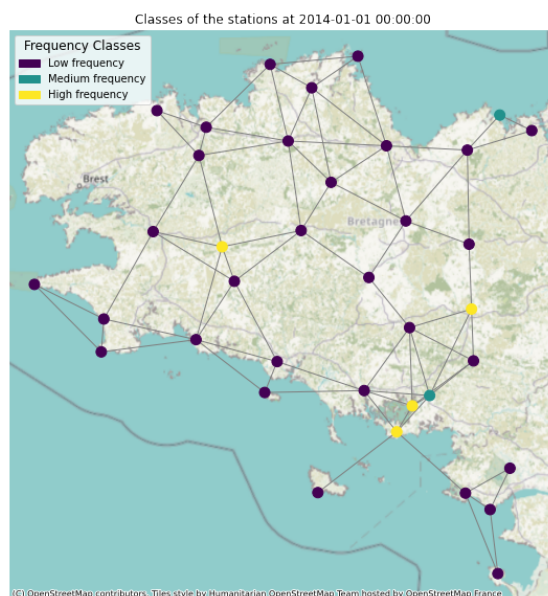 Classes of the stations at 2014-01-01 00:00:00
Frequency Classes
Low frequency
Medium frequency
High frequency
Brest
Bretagne
(C) OpenStreetMap contributors, Tiles style by Humanitarian OpenStreetMap Team hosted by OpenStreetMap France